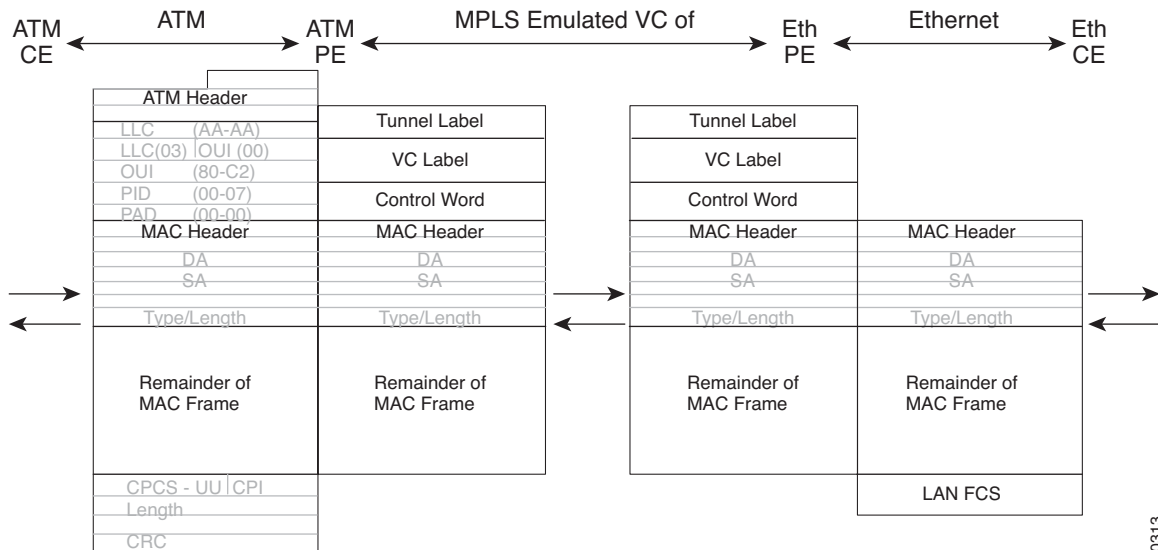 ATM CE
ATM
ATM PE
MPLS Emulated VC of
Eth PE
Ethernet
Eth CE
ATM Header
LLC (AA-AA)
LLC(03) OUI (00)
OUI (80-C2)
PID (00-07)
PAD (00-00)
MAC Header
DA
SA
Type/Length
Remainder of
MAC Frame
CPCS - UU CPI
Length
CRC
Tunnel Label
VC Label
Control Word
MAC Header
DA
SA
Type/Length
Remainder of
MAC Frame
Tunnel Label
VC Label
Control Word
MAC Header
DA
SA
Type/Length
Remainder of
MAC Frame
MAC Header
DA
SA
Type/Length
Remainder of
MAC Frame
LAN FCS